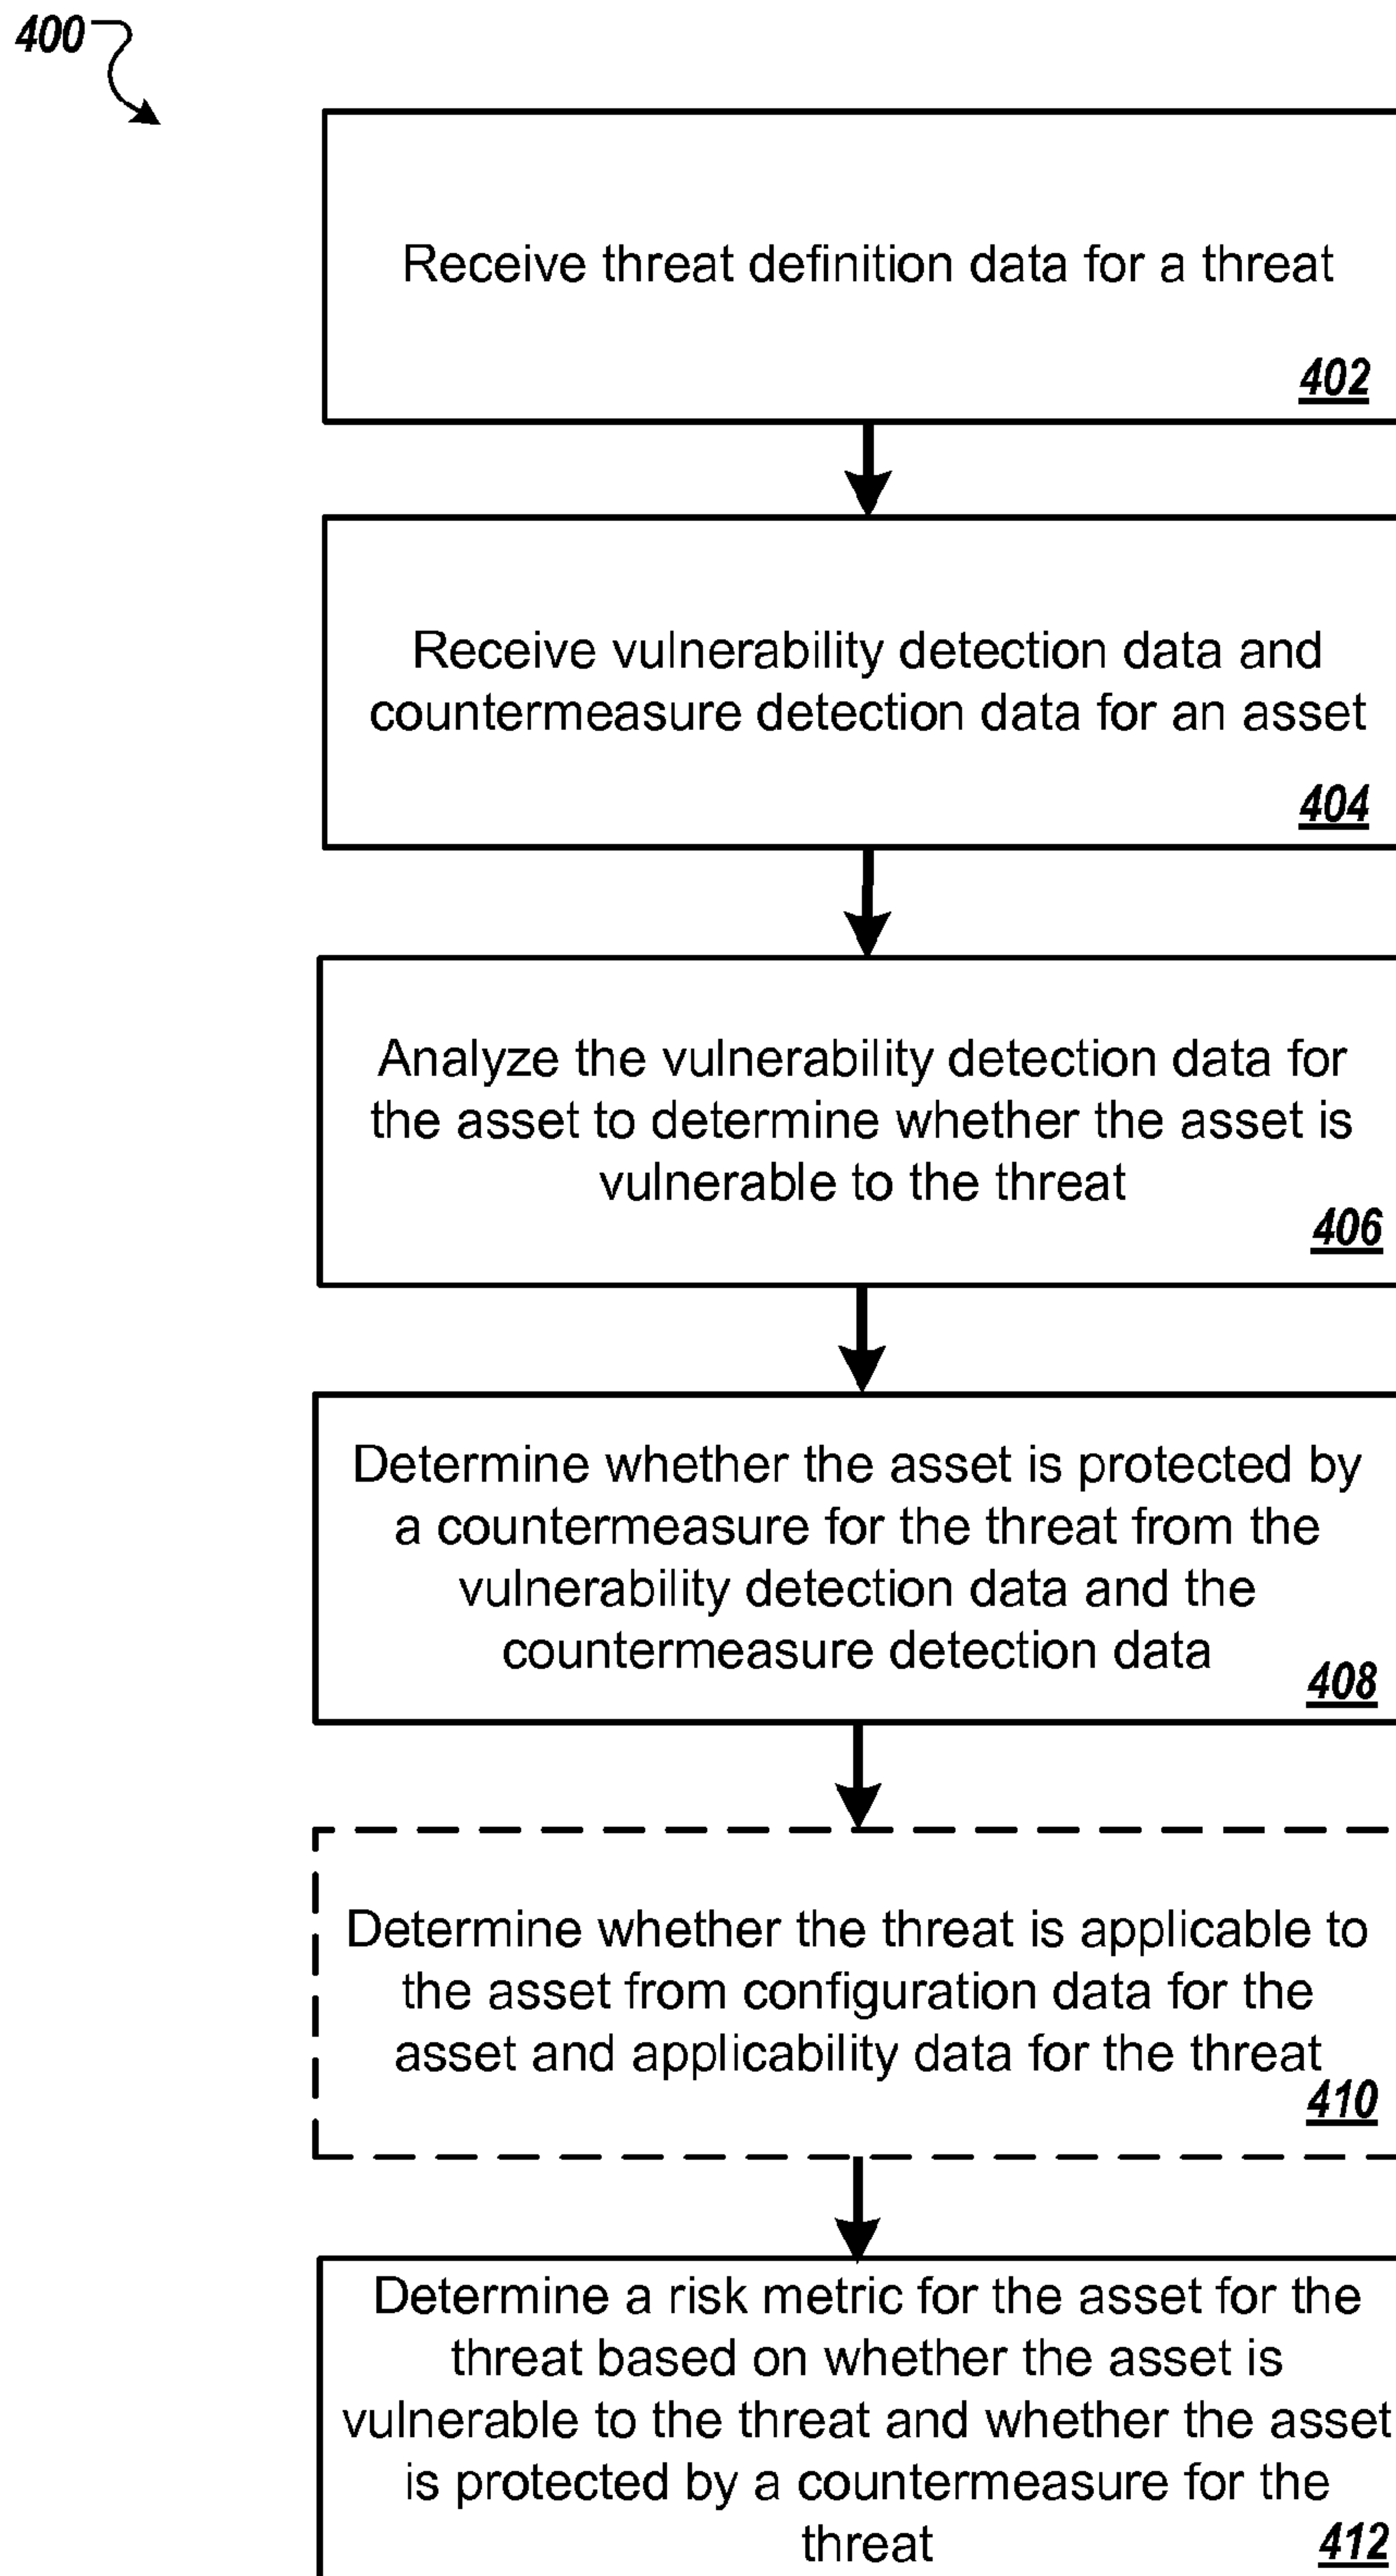 400
Receive threat definition data for a threat
402
Receive vulnerability detection data and
countermeasure detection data for an asset
404
Analyze the vulnerability detection data for
the asset to determine whether the asset is
vulnerable to the threat
406
Determine whether the asset is protected by
a countermeasure for the threat from the
vulnerability detection data and the
countermeasure detection data
408
Determine whether the threat is applicable to
the asset from configuration data for the
asset and applicability data for the threat
410
Determine a risk metric for the asset for the
threat based on whether the asset is
vulnerable to the threat and whether the asset
is protected by a countermeasure for the
threat
412